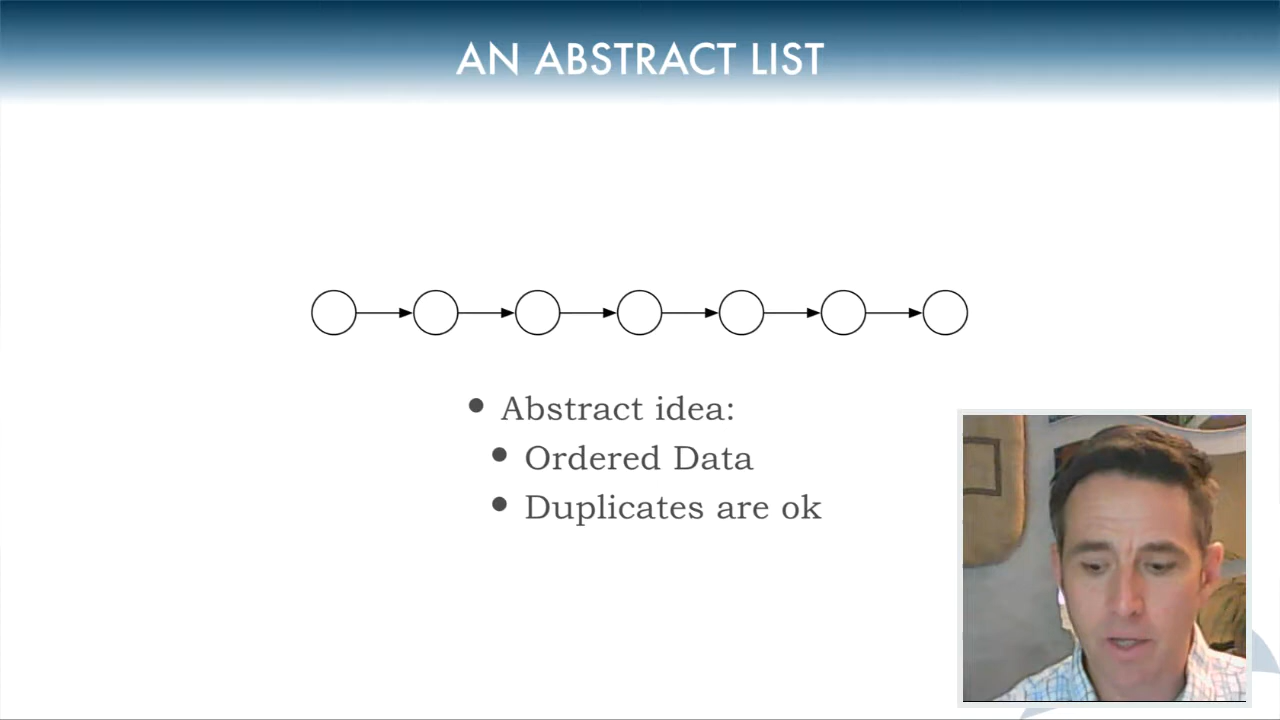 AN ABSTRACT LIST
• Abstract idea:
• Ordered Data
• Duplicates are ok